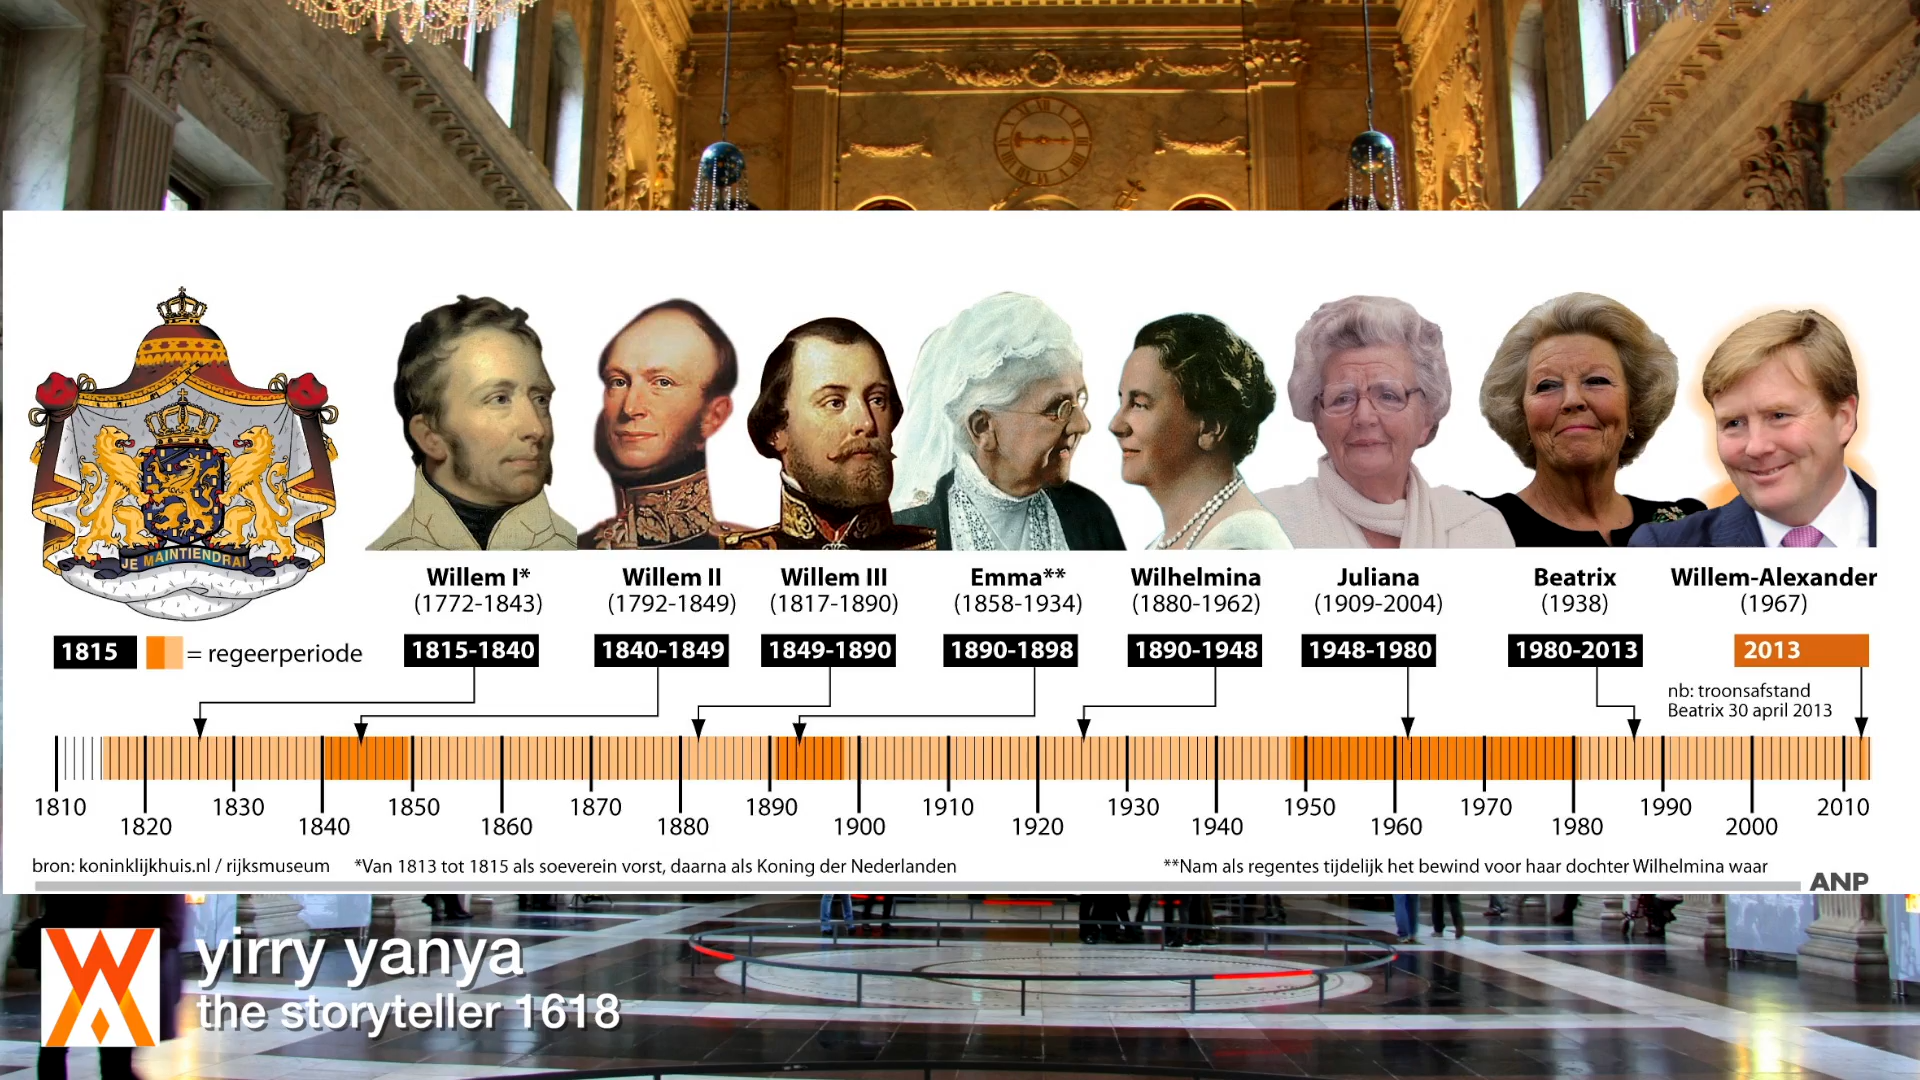 JE MAINTIENDRAI
Willem I*
(1772-1843)
1815-1840
Willem II
(1792-1849)
1840-1849
Willem III
(1817-1890)
1849-1890
Emma**
(1858-1934)
1890-1898
Wilhelmina
(1880-1962)
1890-1948
Juliana
(1909-2004)
1948-1980
Beatrix
(1938)
1980-2013
Willem-Alexander
(1967)
2013
1815 = regeerperiode
nb: troonsafstand
Beatrix 30 april 2013
1810 1820 1830 1840 1850 1860 1870 1880 1890 1900 1910 1920 1930 1940 1950 1960 1970 1980 1990 2000 2010
bron: koninklijkhuis.nl / rijksmuseum *Van 1813 tot 1815 als soeverein vorst, daarna als Koning der Nederlanden **Nam als regentes tijdelijk het bewind voor haar dochter Wilhelmina waar
ANP
yirry yanya
the storyteller 1618